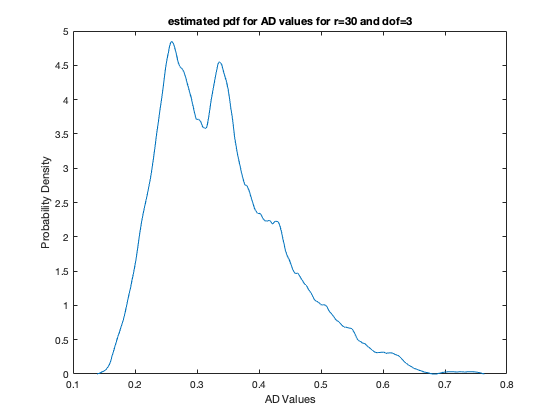 estimated pdf for AD values for r=30 and dof=3
5
4.5
4
3.5
3
2.5
2
1.5
1
0.5
0
Probability Density
0.1 0.2 0.3 0.4 0.5 0.6 0.7 0.8
AD Values